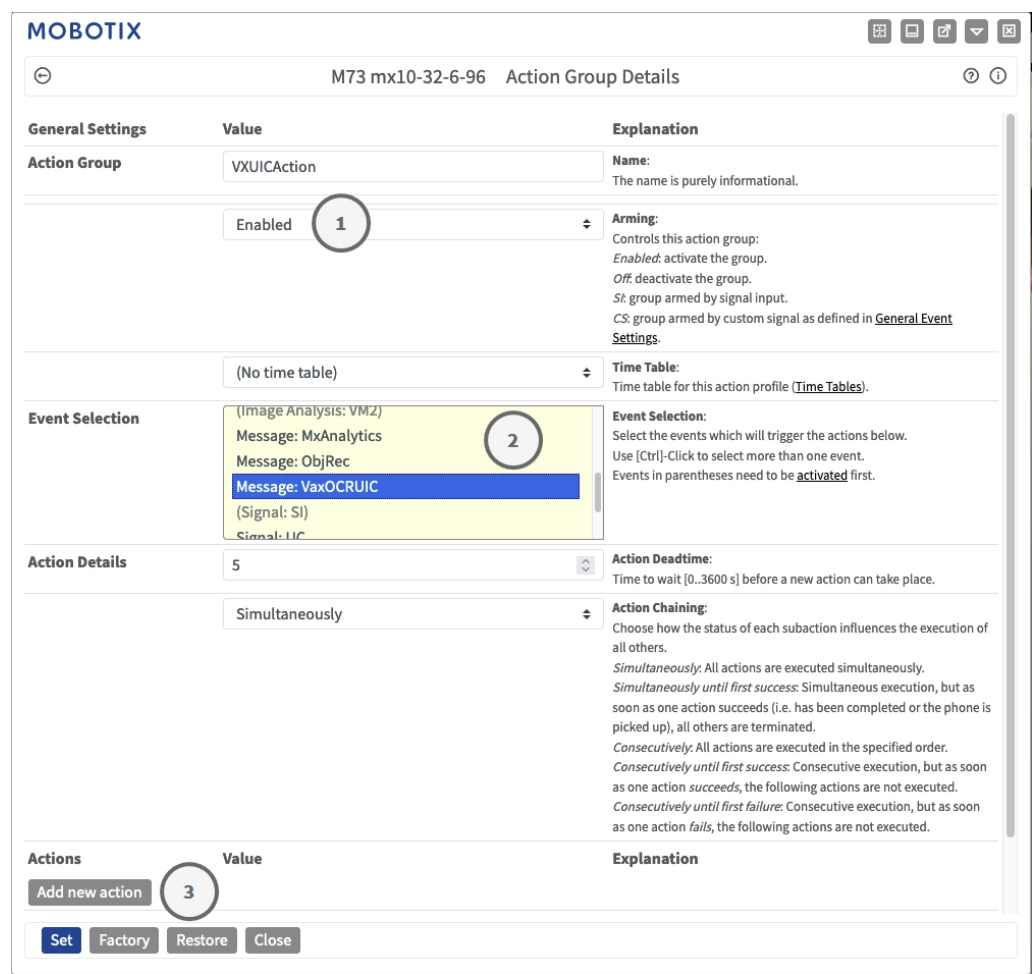 MOBOTIX
M73 mx10-32-6-96 Action Group Details
General Settings Value Explanation
Action Group VXUICAction Name:
The name is purely informational.
Enabled 1 Arming:
Controls this action group:
Enabled: activate the group.
Off: deactivate the group.
SI: group armed by signal input.
CS: group armed by custom signal as defined in General Event
Settings.
(No time table) Time Table:
Time table for this action profile (Time Tables).
Event Selection
(Image Analysis: VM2)
Message: MxAnalytics
Message: ObjRec
Message: VaxOCRUIC
(Signal: SI)
Signal: UC
2
Event Selection:
Select the events which will trigger the actions below.
Use [Ctrl]-Click to select more than one event.
Events in parentheses need to be activated first.
Action Details 5 Action Deadtime:
Time to wait [0..3600 s] before a new action can take place.
Simultaneously Action Chaining:
Choose how the status of each subaction influences the execution of
all others.
Simultaneously: All actions are executed simultaneously.
Simultaneously until first success: Simultaneous execution, but as
soon as one action succeeds (i.e. has been completed or the phone is
picked up), all others are terminated.
Consecutively: All actions are executed in the specified order.
Consecutively until first success: Consecutive execution, but as soon
as one action succeeds, the following actions are not executed.
Consecutively until first failure: Consecutive execution, but as soon
as one action fails, the following actions are not executed.
Actions Value Explanation
Add new action 3
Set Factory Restore Close